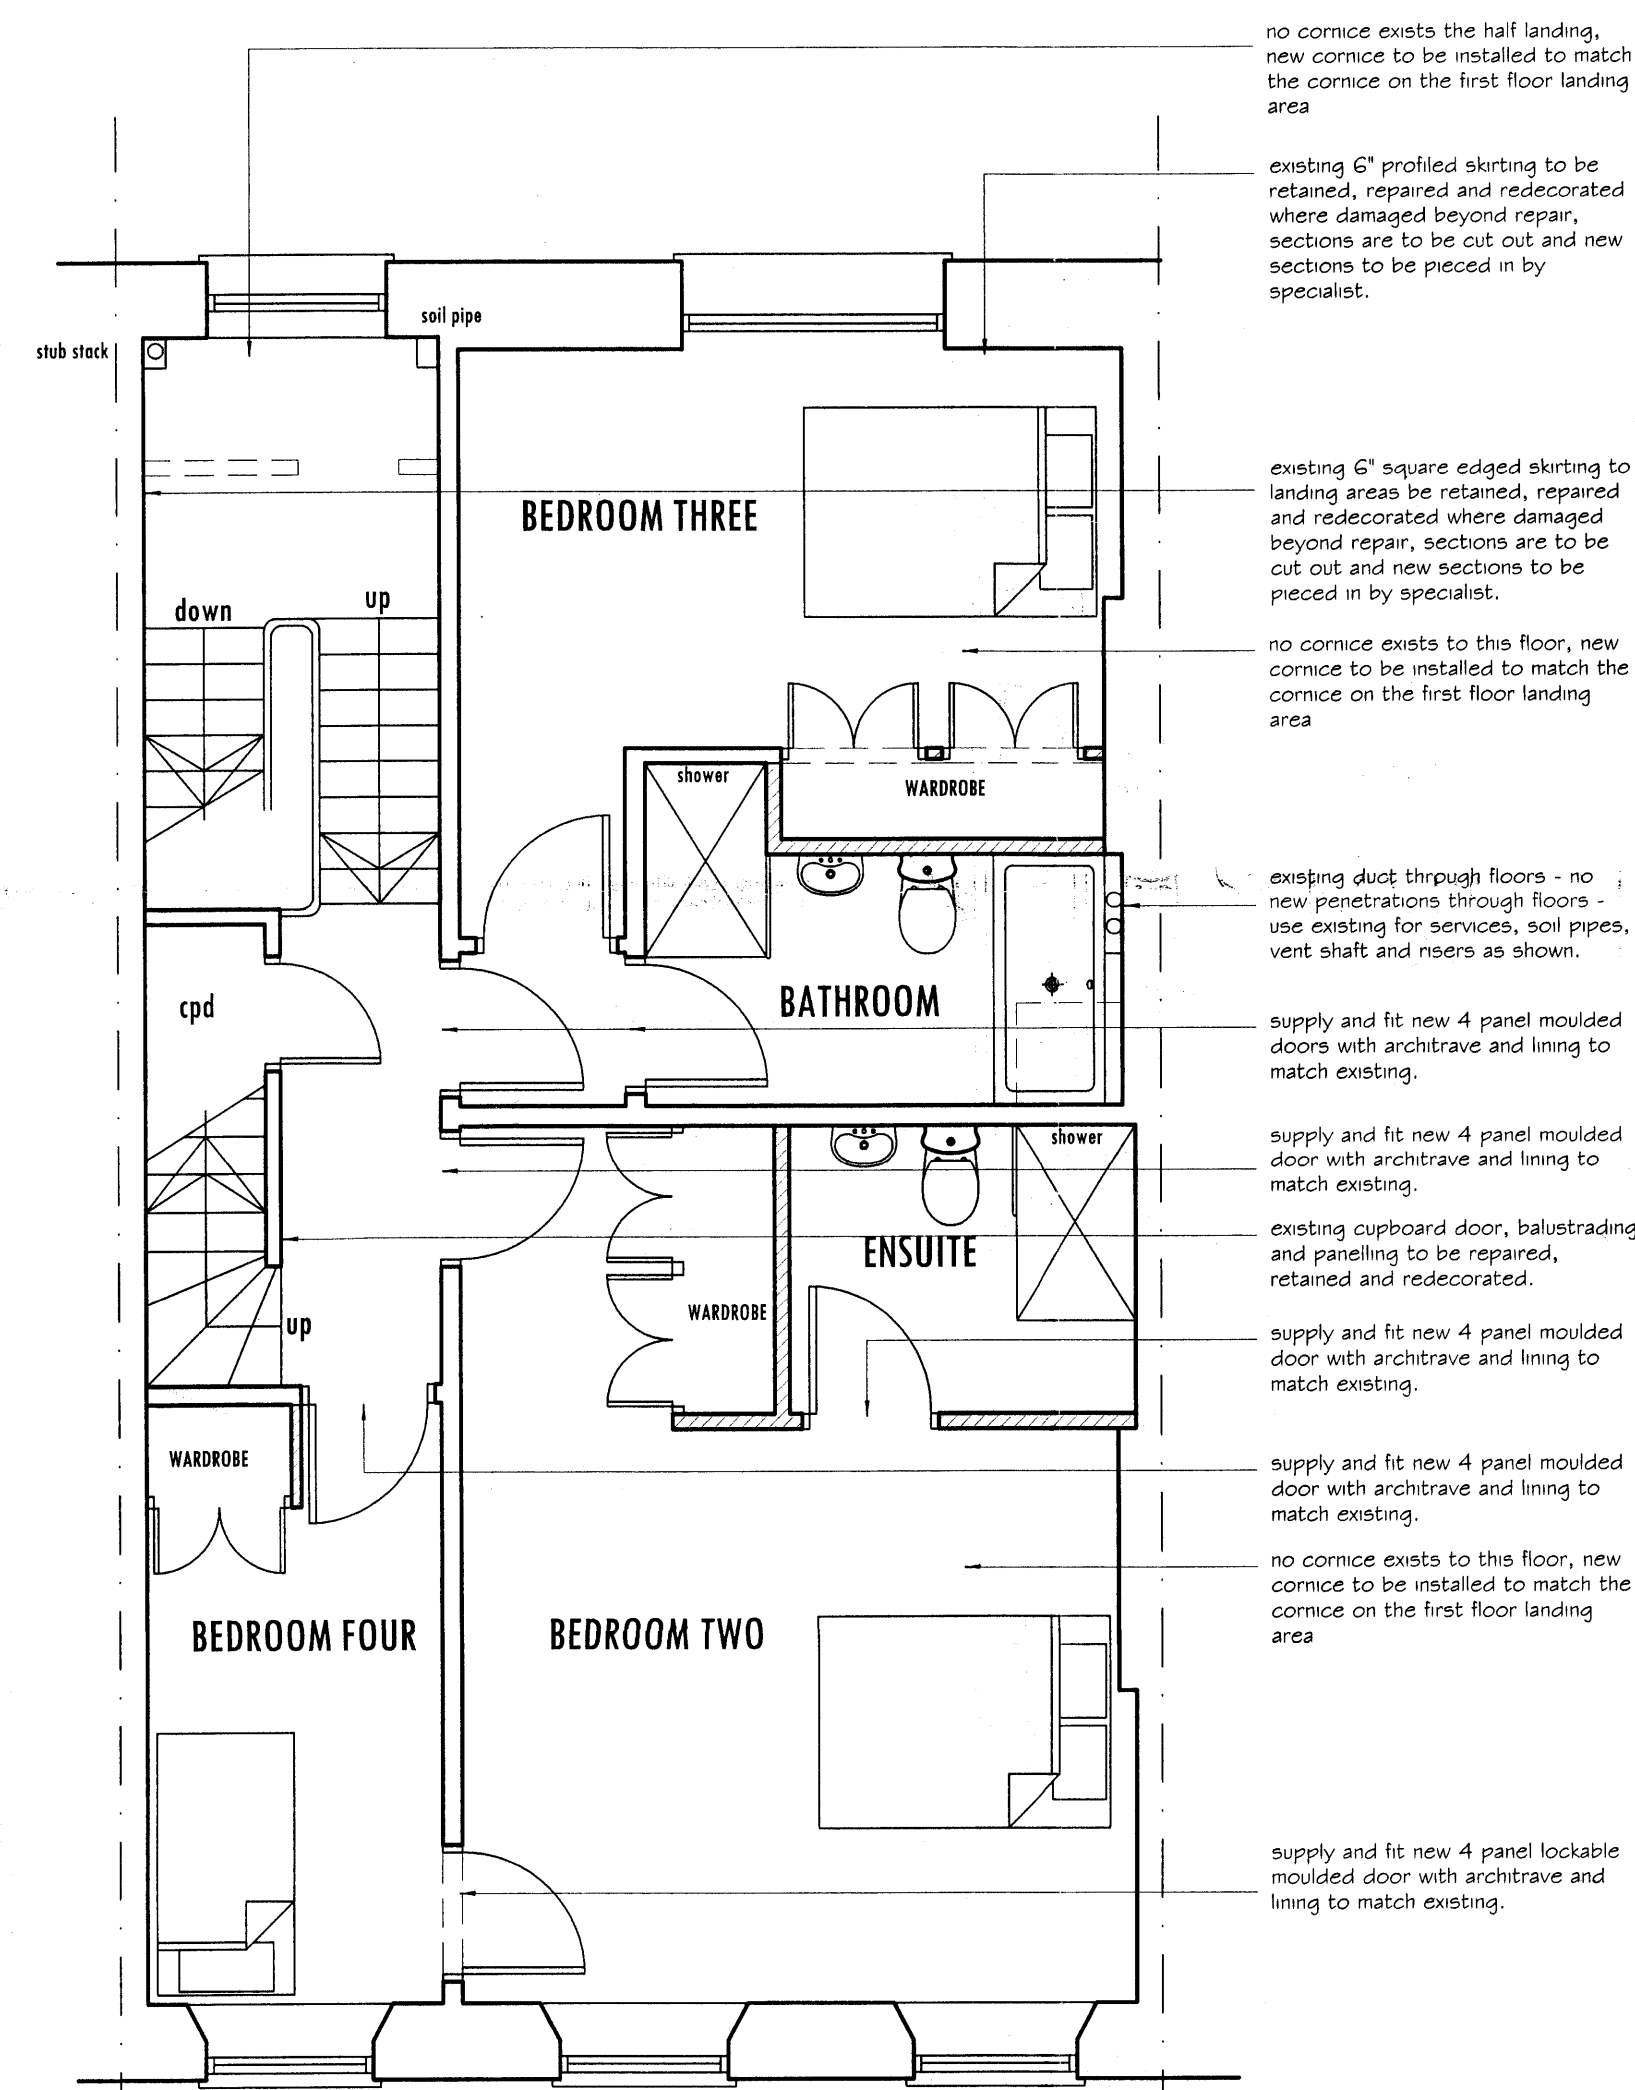 no cornice exists the half landing,
new cornice to be installed to match
the cornice on the first floor landing
area
existing 6" profiled skirting to be
retained, repaired and redecorated
where damaged beyond repair,
sections are to be cut out and new
sections to be pieced in by
specialist.
soil pipe
stub stack
existing 6" square edged skirting to
landing areas be retained, repaired
and redecorated where damaged
beyond repair, sections are to be
cut out and new sections to be
pieced in by specialist.
BEDROOM THREE
down
up
no cornice exists to this floor, new
cornice to be installed to match the
cornice on the first floor landing
area
shower
WARDROBE
existing duct through floors - no
new penetrations through floors -
use existing for services, soil pipes,
vent shaft and risers as shown.
cpd
BATHROOM
supply and fit new 4 panel moulded
doors with architrave and lining to
match existing.
supply and fit new 4 panel moulded
door with architrave and lining to
match existing.
shower
existing cupboard door, balustrading
and panelling to be repaired,
retained and redecorated.
ENSUITE
WARDROBE
up
supply and fit new 4 panel moulded
door with architrave and lining to
match existing.
WARDROBE
supply and fit new 4 panel moulded
door with architrave and lining to
match existing.
no cornice exists to this floor, new
cornice to be installed to match the
cornice on the first floor landing
area
BEDROOM FOUR
BEDROOM TWO
supply and fit new 4 panel lockable
moulded door with architrave and
lining to match existing.